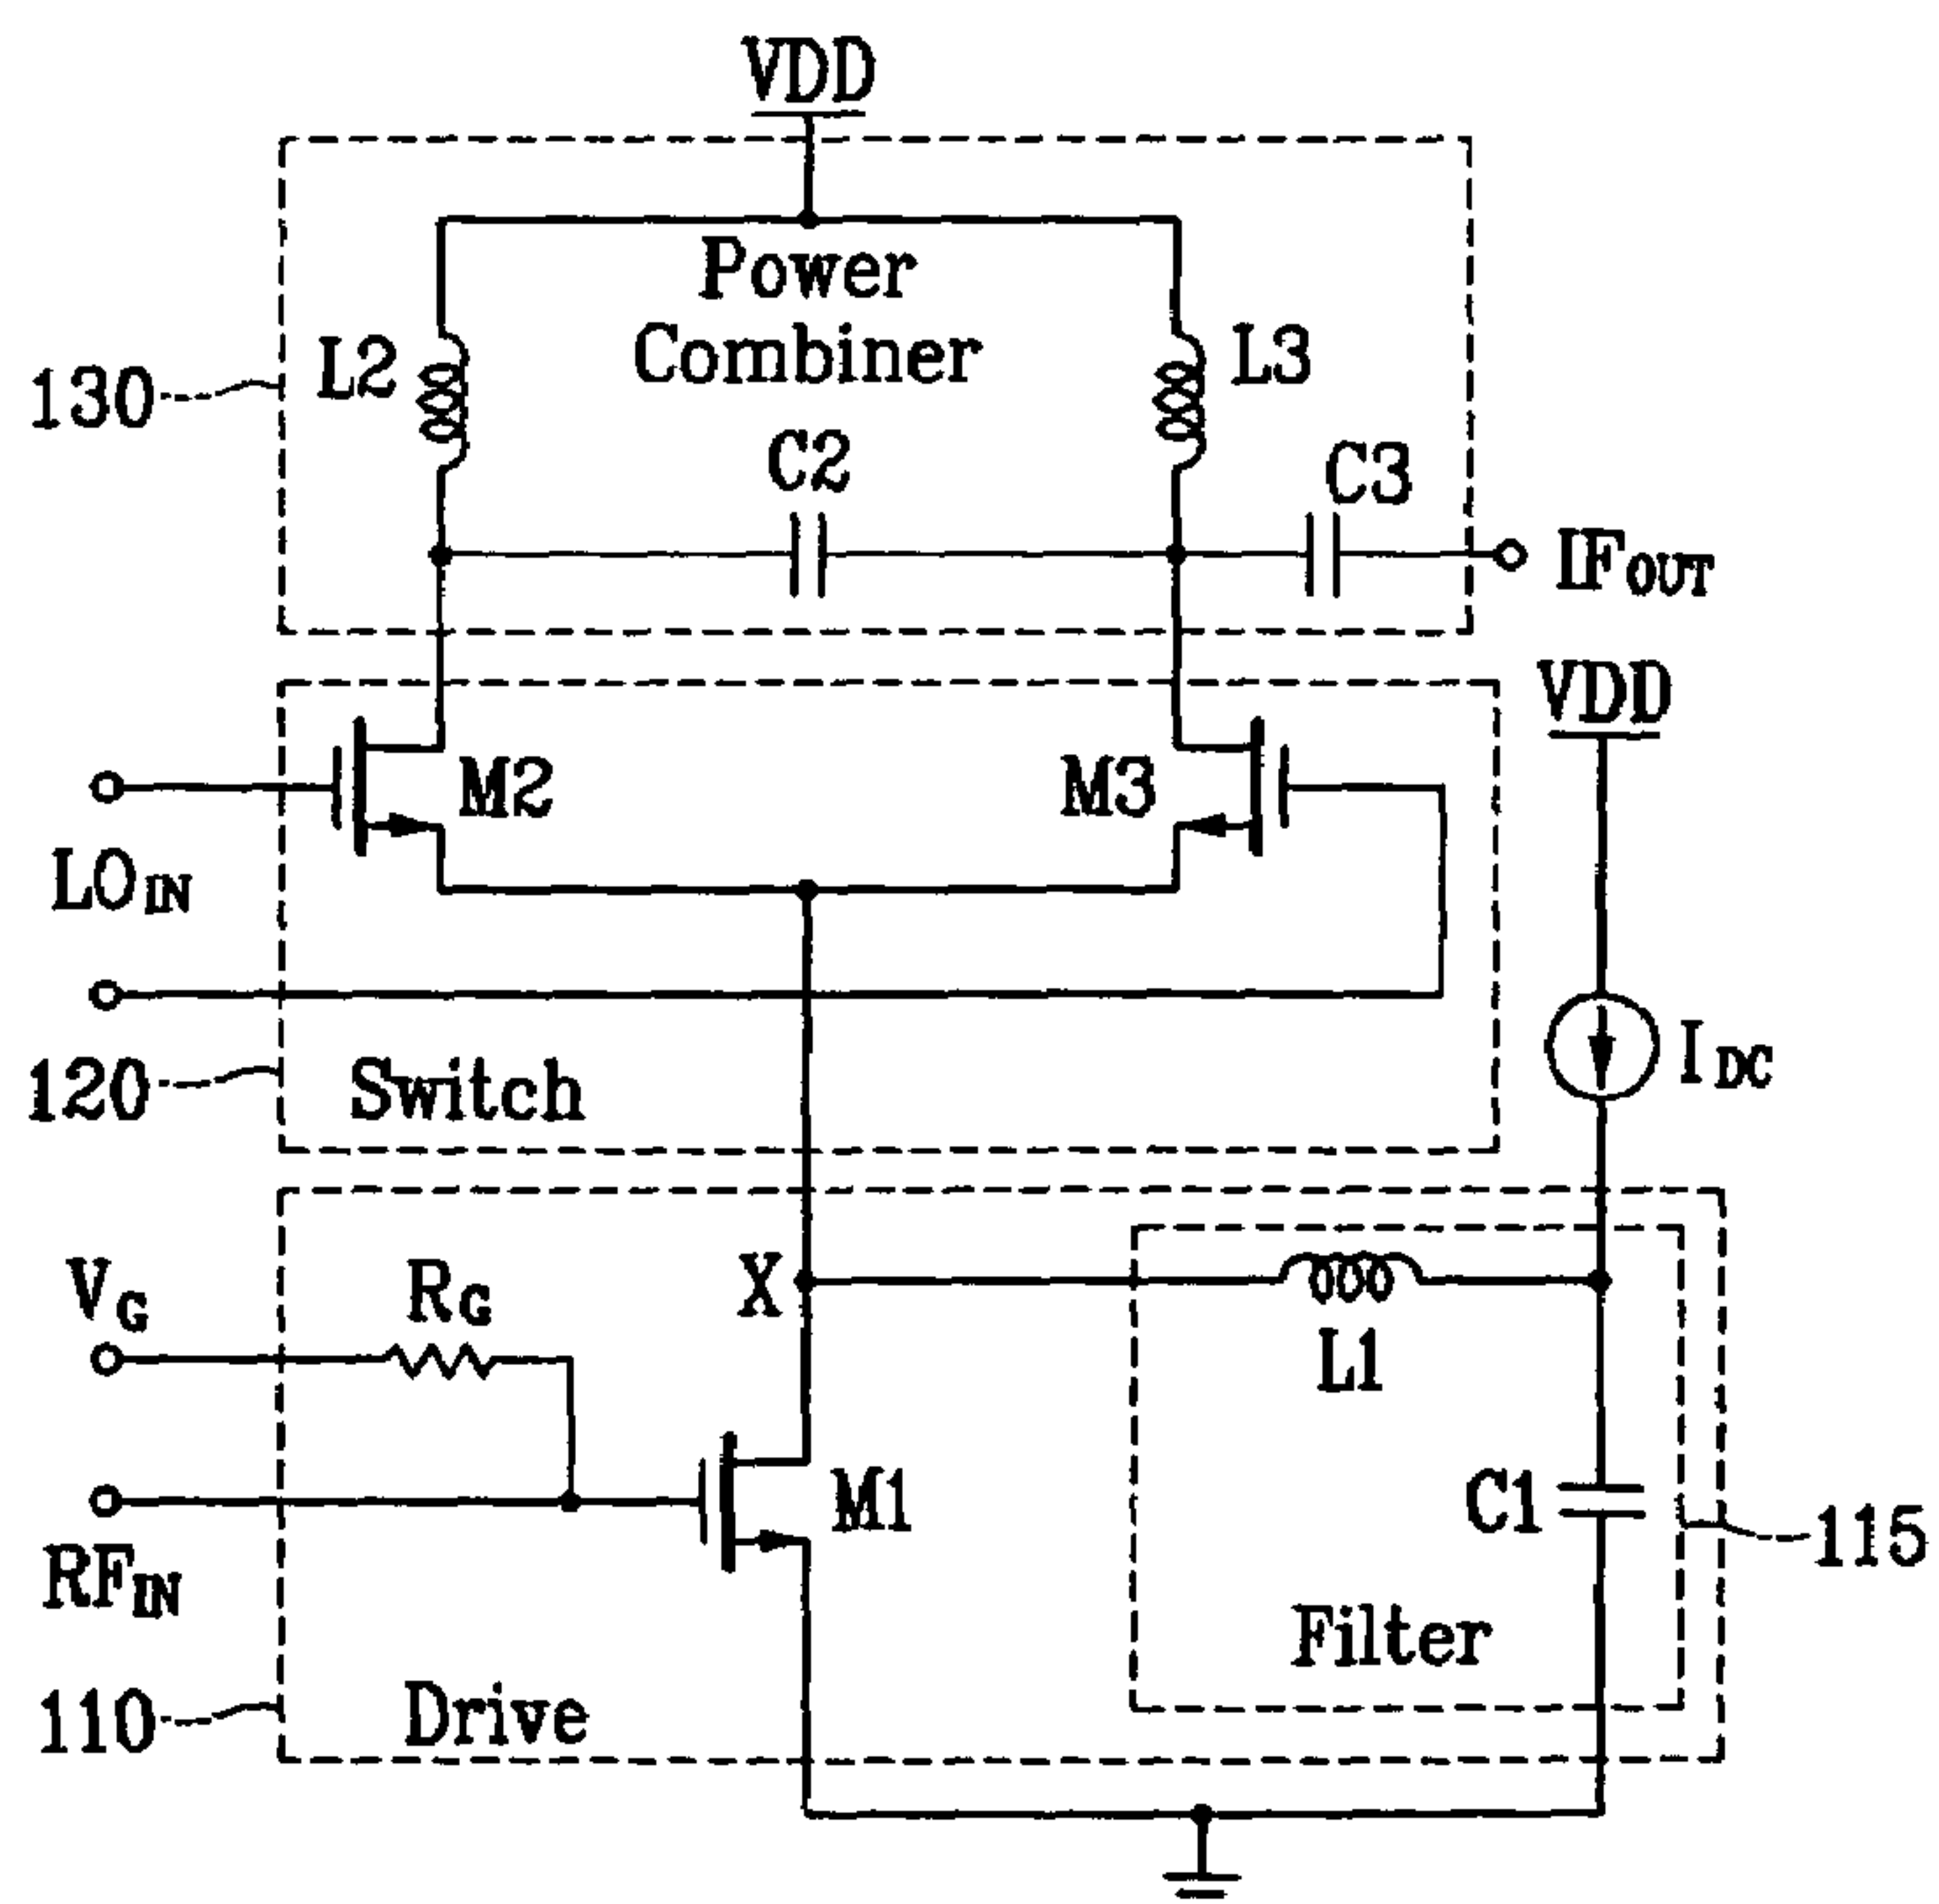 VDD
Power
Combiner
L2
L3
130
C2
C3
IFOUT
VDD
M2
M3
LOIN
IDC
120
Switch
VG
RG
X
L1
M1
C1
115
RFIN
Filter
110
Drive